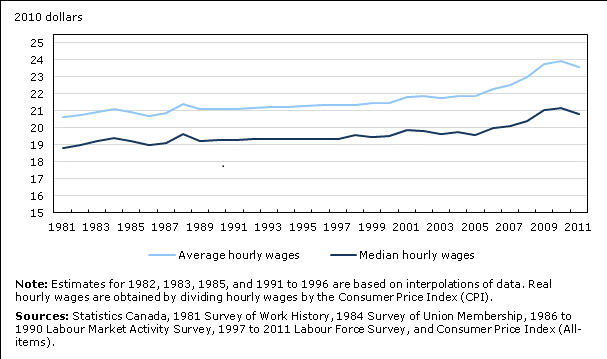 2010 dollars
25
24
23
22
21
20
19
18
17
16
15
1981 1983 1985 1987 1989 1991 1993 1995 1997 1999 2001 2003 2005 2007 2009 2011
Average hourly wages Median hourly wages
Note: Estimates for 1982, 1983, 1985, and 1991 to 1996 are based on interpolations of data. Real
hourly wages are obtained by dividing hourly wages by the Consumer Price Index (CPI).
Sources: Statistics Canada, 1981 Survey of Work History, 1984 Survey of Union Membership, 1986 to
1990 Labour Market Activity Survey, 1997 to 2011 Labour Force Survey, and Consumer Price Index (All-
items).